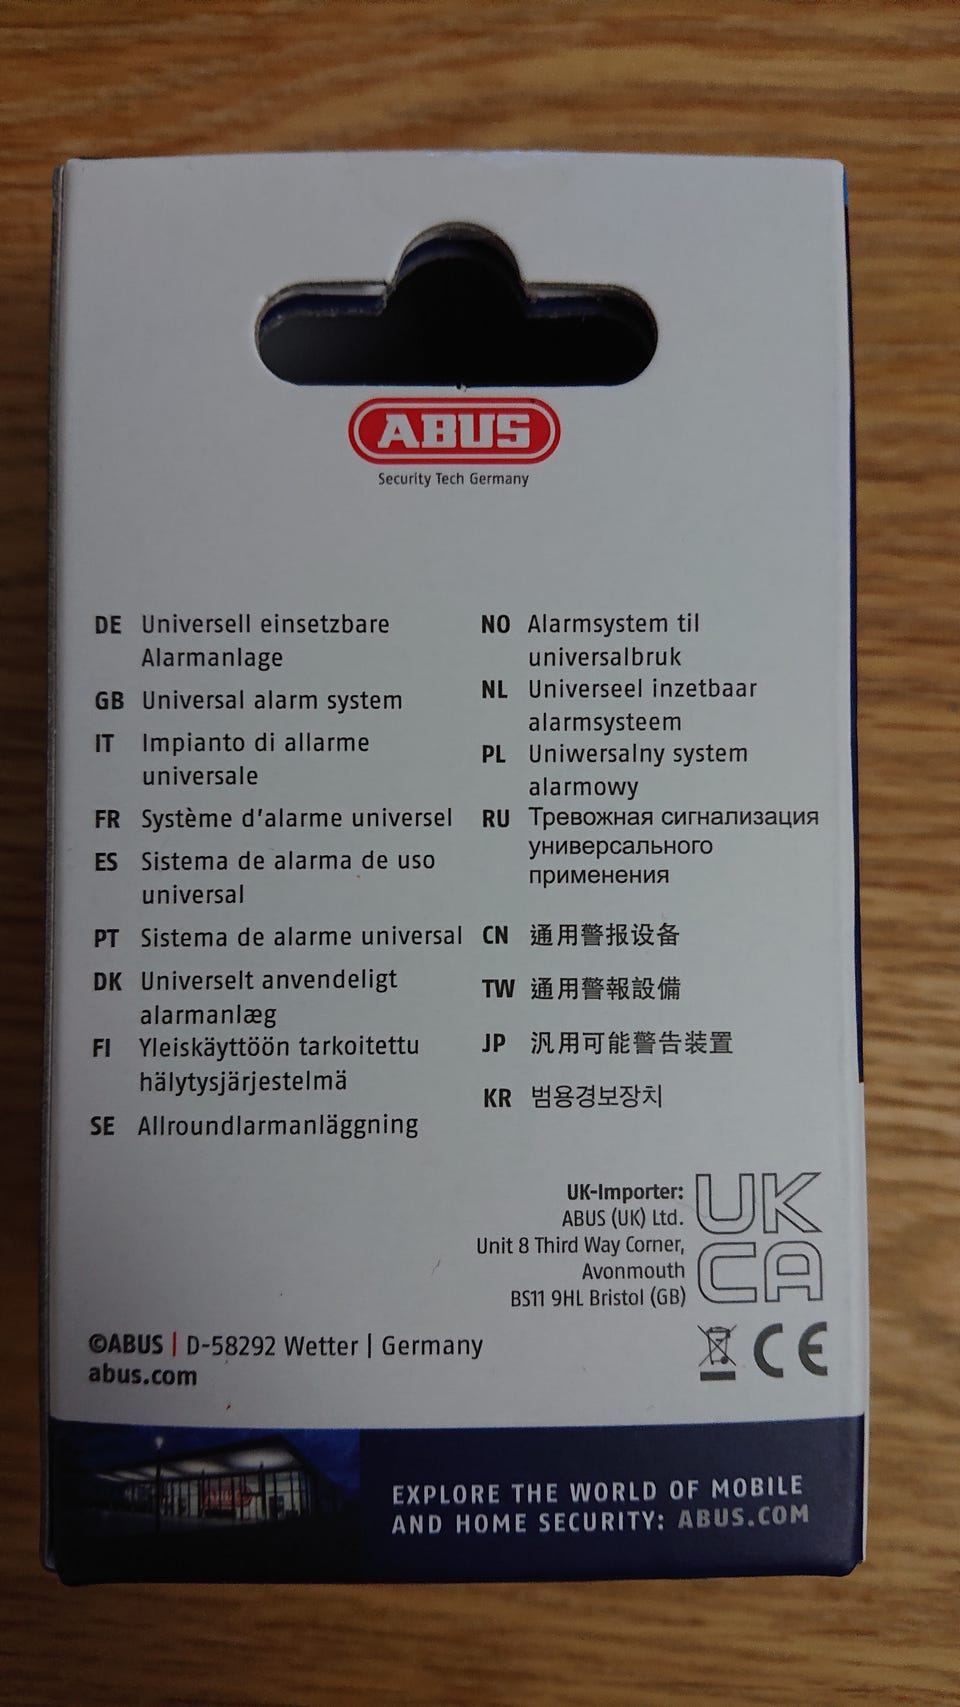 ABUS
Security Tech Germany
DE Universell einsetzbare
Alarmanlage
GB Universal alarm system
IT Impianto di allarme
universale
FR Système d'alarme universel
ES Sistema de alarma de uso
universal
PT Sistema de alarme universal
DK Universelt anvendeligt
alarmanlæg
FI Yleiskäyttöön tarkoitettu
hälytysjärjestelmä
SE Allroundlarmanläggning
NO Alarmsystem til
universalbruk
NL Universeel inzetbaar
alarmsysteem
PL Uniwersalny system
alarmowy
RU Тревожная сигнализация
универсального
применения
CN 通用警报设备
TW 通用警報設備
JP 汎用可能警告装置
KR 범용경보장치
UK-Importer:
ABUS (UK) Ltd.
Unit 8 Third Way Corner,
Avonmouth
BS11 9HL Bristol (GB)
UK
CA
©ABUS | D-58292 Wetter | Germany
abus.com
CE
EXPLORE THE WORLD OF MOBILE
AND HOME SECURITY: ABUS.COM